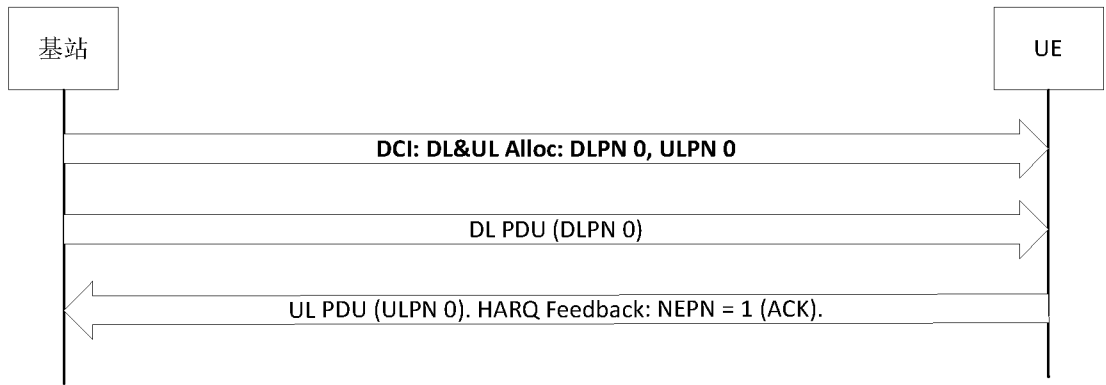 基站
UE
DCI: DL&UL Alloc: DLPN 0, ULPN 0
DL PDU (DLPN 0)
UL PDU (ULPN 0). HARQ Feedback: NEPN = 1 (ACK).